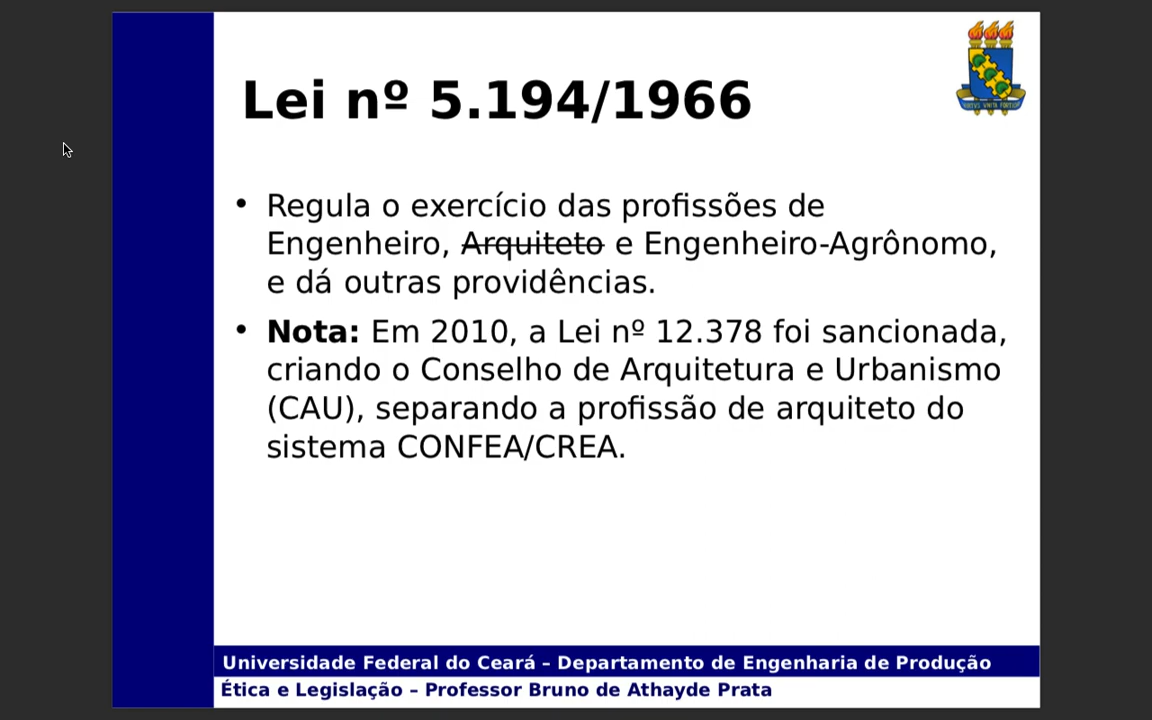 Lei nº 5.194/1966
• Regula o exercício das profissões de
Engenheiro, Arquiteto e Engenheiro-Agrônomo,
e dá outras providências.
• Nota: Em 2010, a Lei nº 12.378 foi sancionada,
criando o Conselho de Arquitetura e Urbanismo
(CAU), separando a profissão de arquiteto do
sistema CONFEA/CREA.
Universidade Federal do Ceará – Departamento de Engenharia de Produção
Ética e Legislação – Professor Bruno de Athayde Prata